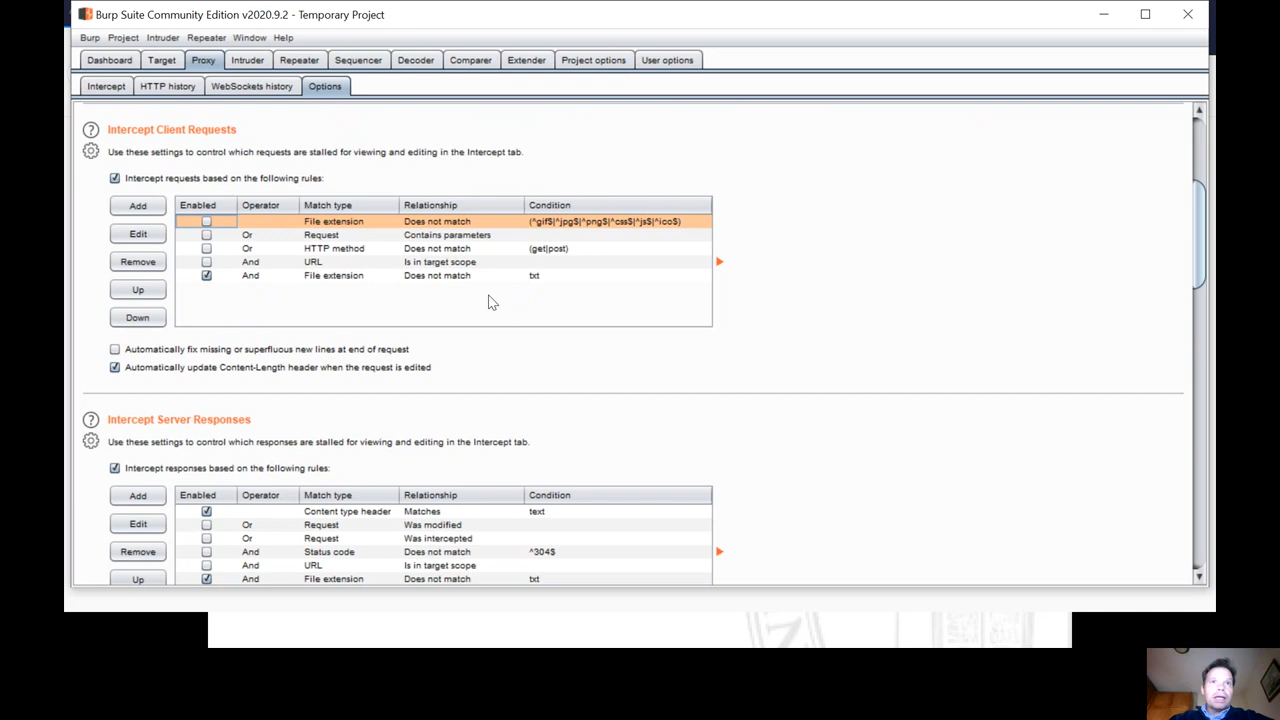 Burp Suite Community Edition v2020.9.2 - Temporary Project
Burp Project Intruder Repeater Window Help
Dashboard Target Proxy Intruder Repeater Sequencer Decoder Comparer Extender Project options User options
Intercept HTTP history WebSockets history Options
Intercept Client Requests
Use these settings to control which requests are stalled for viewing and editing in the Intercept tab.
Intercept requests based on the following rules:
Add Enabled Operator Match type Relationship Condition
File extension Does not match (^gif$|^jpg$|^png$|^css$|^js$|^ico$)
Edit Or Request Contains parameters
Or HTTP method Does not match (get|post)
Remove And URL Is in target scope
And File extension Does not match txt
Up
Down
Automatically fix missing or superfluous new lines at end of request
Automatically update Content-Length header when the request is edited
Intercept Server Responses
Use these settings to control which responses are stalled for viewing and editing in the Intercept tab.
Intercept responses based on the following rules:
Add Enabled Operator Match type Relationship Condition
Content type header Matches text
Edit Or Request Was modified
Or Request Was intercepted
Remove And Status code Does not match ^304$
And URL Is in target scope
Up And File extension Does not match txt